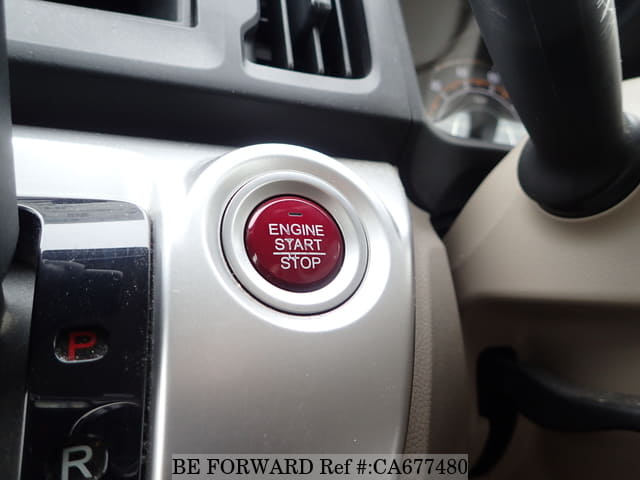 ENGINE
START
STOP
P
R
BE FORWARD Ref #:CA677480